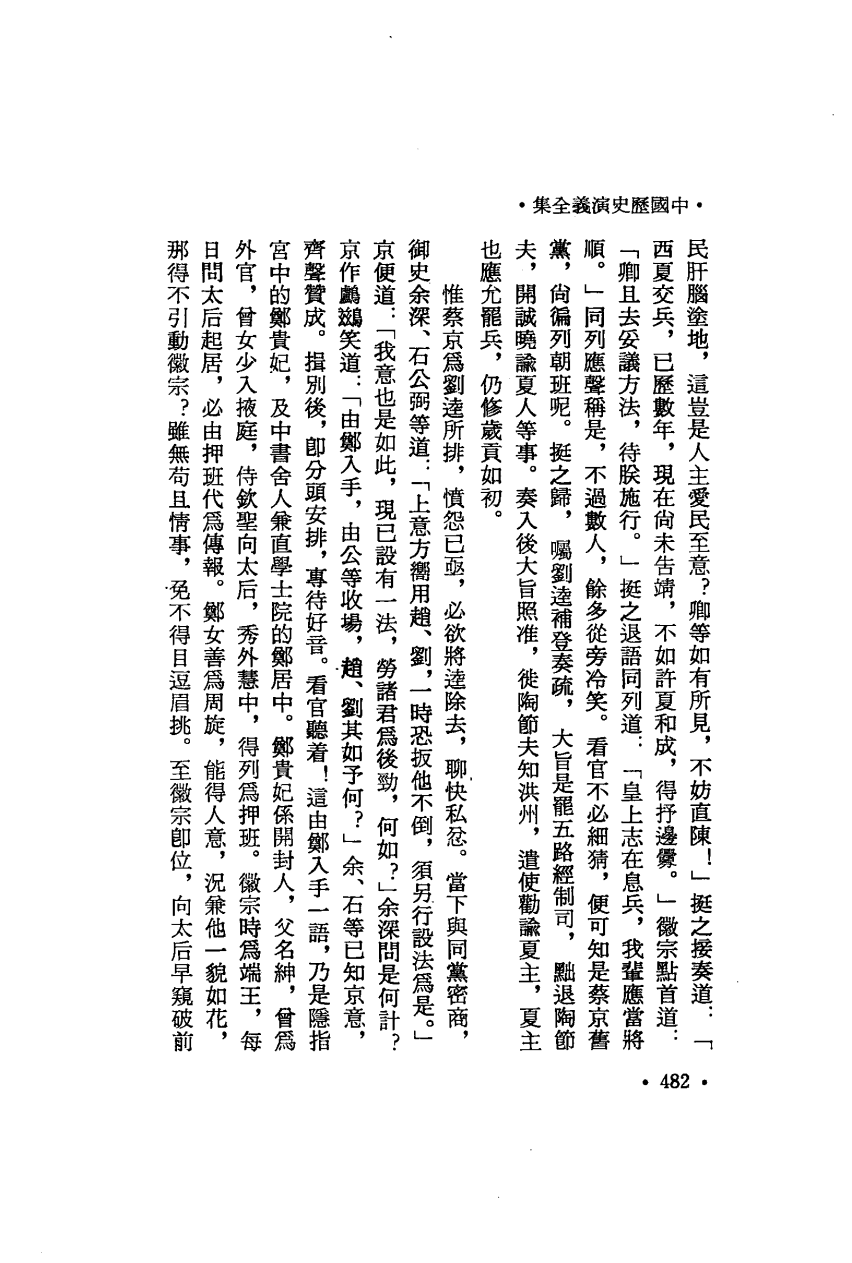 •中國歷史演義全集•
民肝腦塗地，這豈是人主愛民至意？卿等如有所見，不妨直陳！」挺之接奏道：「
西夏交兵，已歷數年，現在尙未告靖，不如許夏和成，得抒邊釁。」徽宗點首道：
「卿且去妥議方法，待朕施行。」挺之退語同列道：「皇上志在息兵，我輩應當將
順。」同列應聲稱是，不過數人，餘多從旁冷笑。看官不必細猜，便可知是蔡京舊
黨，尙徧列朝班呢。挺之歸，囑劉逵補登奏疏，大旨是罷五路經制司，黜退陶節
夫，開誠曉諭夏人等事。奏入後大旨照准，徙陶節夫知洪州，遣使勸諭夏主，夏主
也應允罷兵，仍修歲貢如初。
惟蔡京爲劉逵所排，憤怨已亟，必欲將逵除去，聊快私忿。當下與同黨密商，
御史余深、石公弼等道：「上意方嚮用趙、劉，一時恐扳他不倒，須另行設法爲是。」
京便道：「我意也是如此，現已設有一法，勞諸君爲後勁，何如？」余深問是何計？
京作鸕鶿笑道：「由鄭入手，由公等收場，趙、劉其如予何？」余、石等已知京意，
齊聲贊成。揖別後，卽分頭安排，專待好音。看官聽着！這由鄭入手一語，乃是隱指
宮中的鄭貴妃，及中書舍人兼直學士院的鄭居中。鄭貴妃係開封人，父名紳，曾爲
外官，曾女少入掖庭，侍欽聖向太后，秀外慧中，得列爲押班。徽宗時爲端王，每
日問太后起居，必由押班代爲傳報。鄭女善爲周旋，能得人意，況兼他一貌如花，
那得不引動徽宗？雖無苟且情事，免不得目逗眉挑。至徽宗卽位，向太后早窺破前
• 482 •